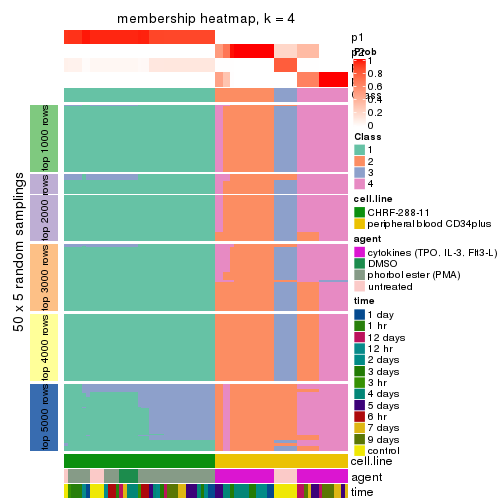 membership heatmap, k = 4
p1
p2
Prob
1
0.8
0.6
0.4
0.2
0
Class
1
2
3
4
cell.line
CHRF-288-11
peripheral blood CD34plus
agent
cytokines (TPO, IL-3, Flt3-L)
DMSO
phorbol ester (PMA)
untreated
time
1 day
1 hr
12 days
12 hr
2 days
3 days
3 hr
4 days
5 days
6 hr
7 days
9 days
control
50 x 5 random samplings
top 1000 rows
top 2000 rows
top 3000 rows
top 4000 rows
top 5000 rows
cell.line
agent
time